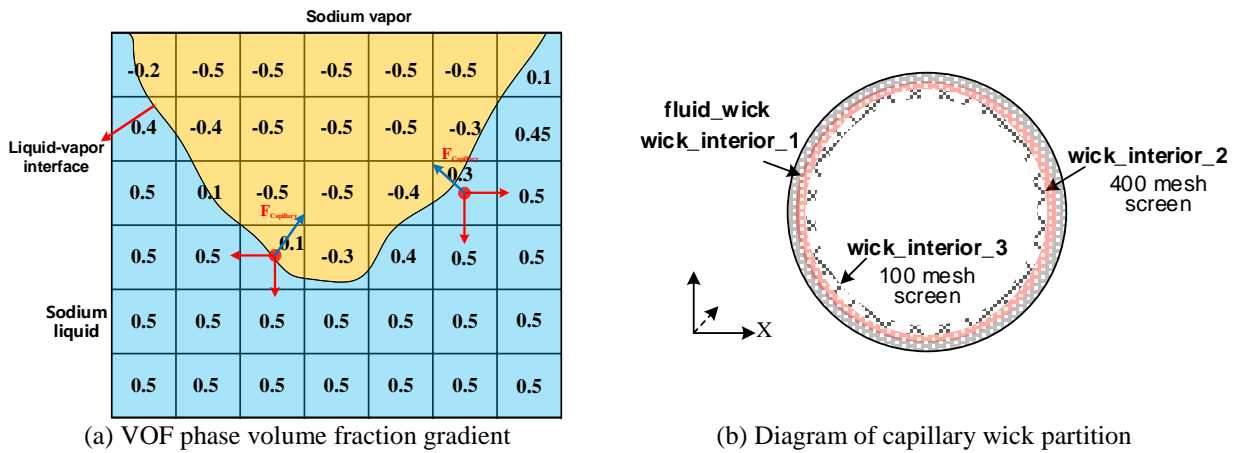 Sodium vapor
-0.2 -0.5 -0.5 -0.5 -0.5 -0.5 0.1
0.4 -0.4 -0.5 -0.5 -0.5 -0.3 0.45
Liquid-vapor
interface
F Capillary
0.5 0.1 -0.5 -0.5 -0.4 0.3 0.5
F Capillary
0.5 0.5 0.1 -0.3 0.4 0.5 0.5
Sodium
liquid
0.5 0.5 0.5 0.5 0.5 0.5 0.5
0.5 0.5 0.5 0.5 0.5 0.5 0.5
(a) VOF phase volume fraction gradient
fluid_wick
wick_interior_1
wick_interior_2
400 mesh
screen
wick_interior_3
100 mesh
screen
X
(b) Diagram of capillary wick partition